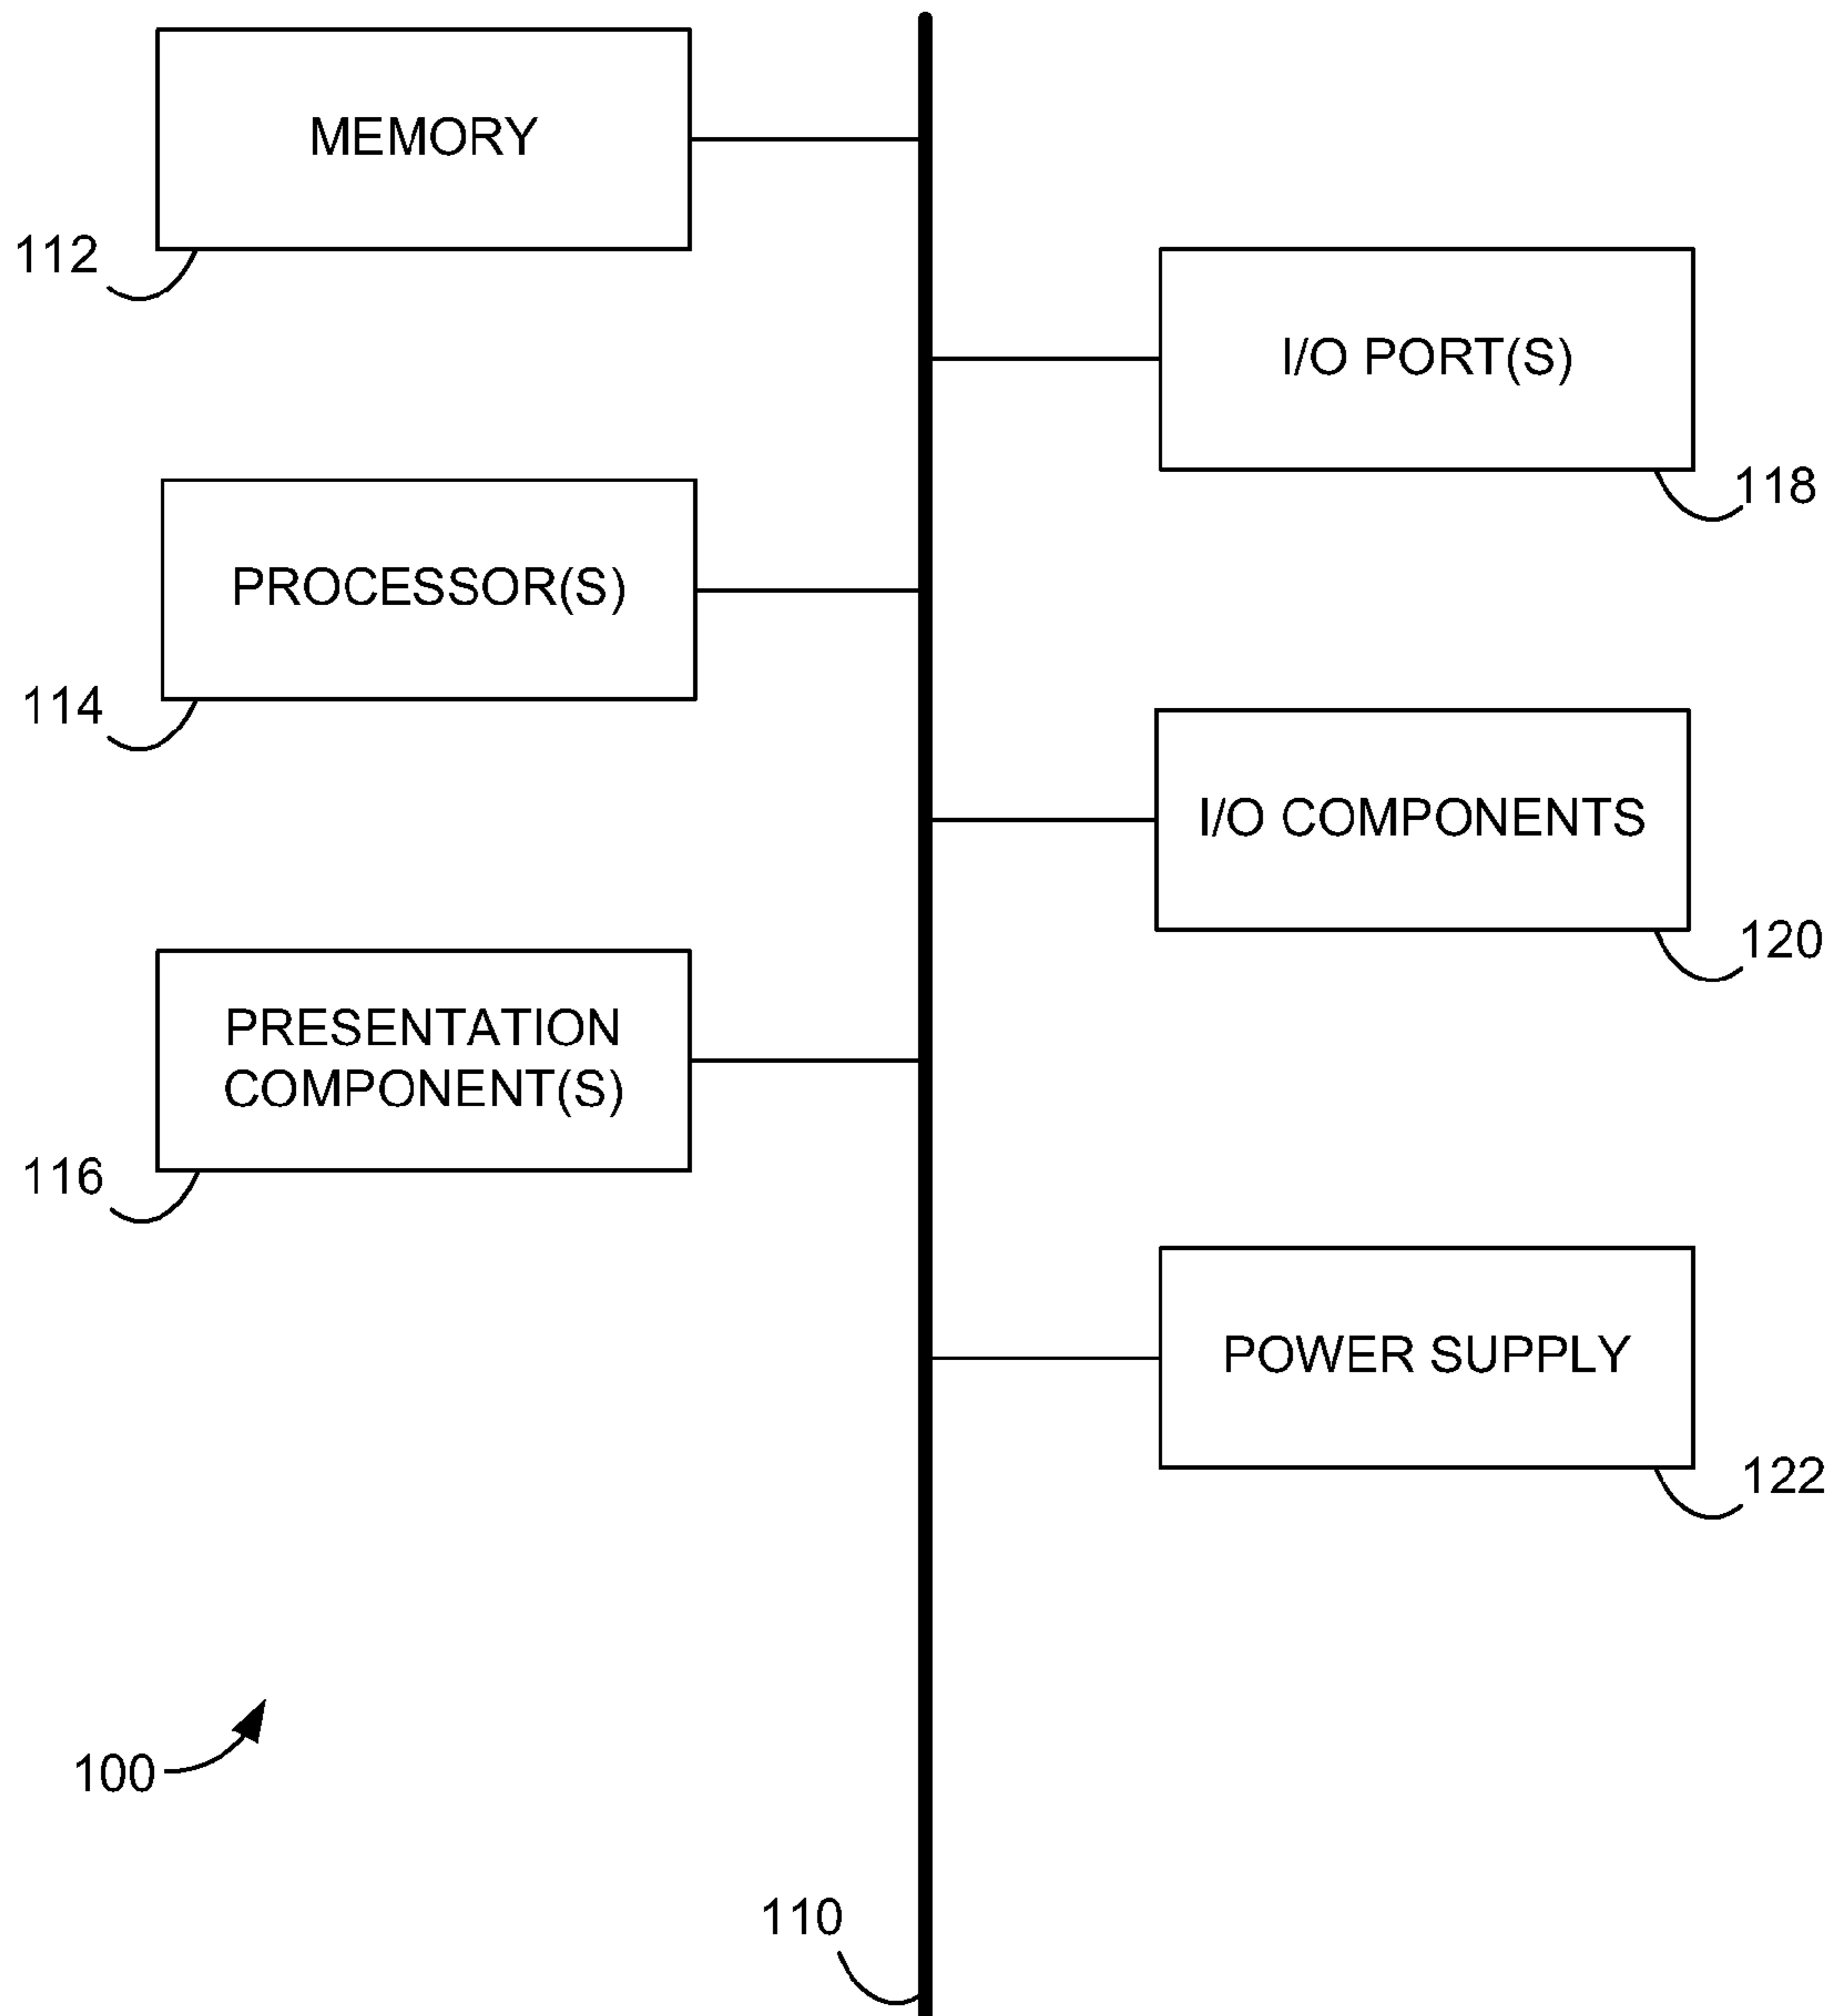 MEMORY
112
I/O PORT(S)
118
PROCESSOR(S)
114
I/O COMPONENTS
120
PRESENTATION
COMPONENT(S)
116
POWER SUPPLY
122
100
110